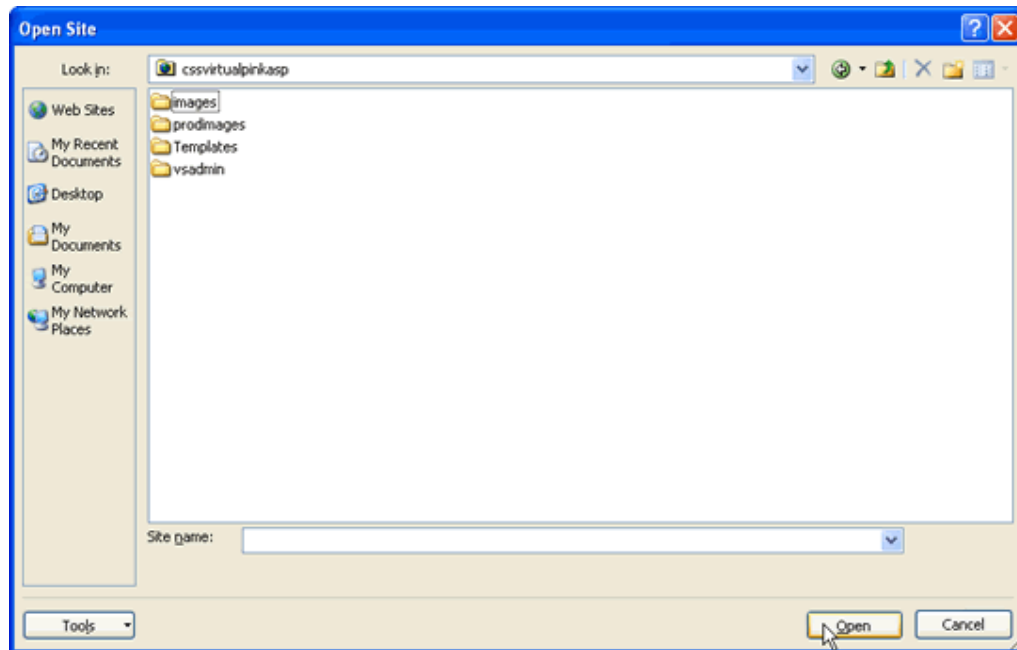 Open Site
Look in:
cssvirtualpinkasp
Web Sites
My Recent
Documents
Desktop
My
Documents
My
Computer
My Network
Places
images
prodimages
Templates
vsadmin
Site name:
Tools
Open
Cancel